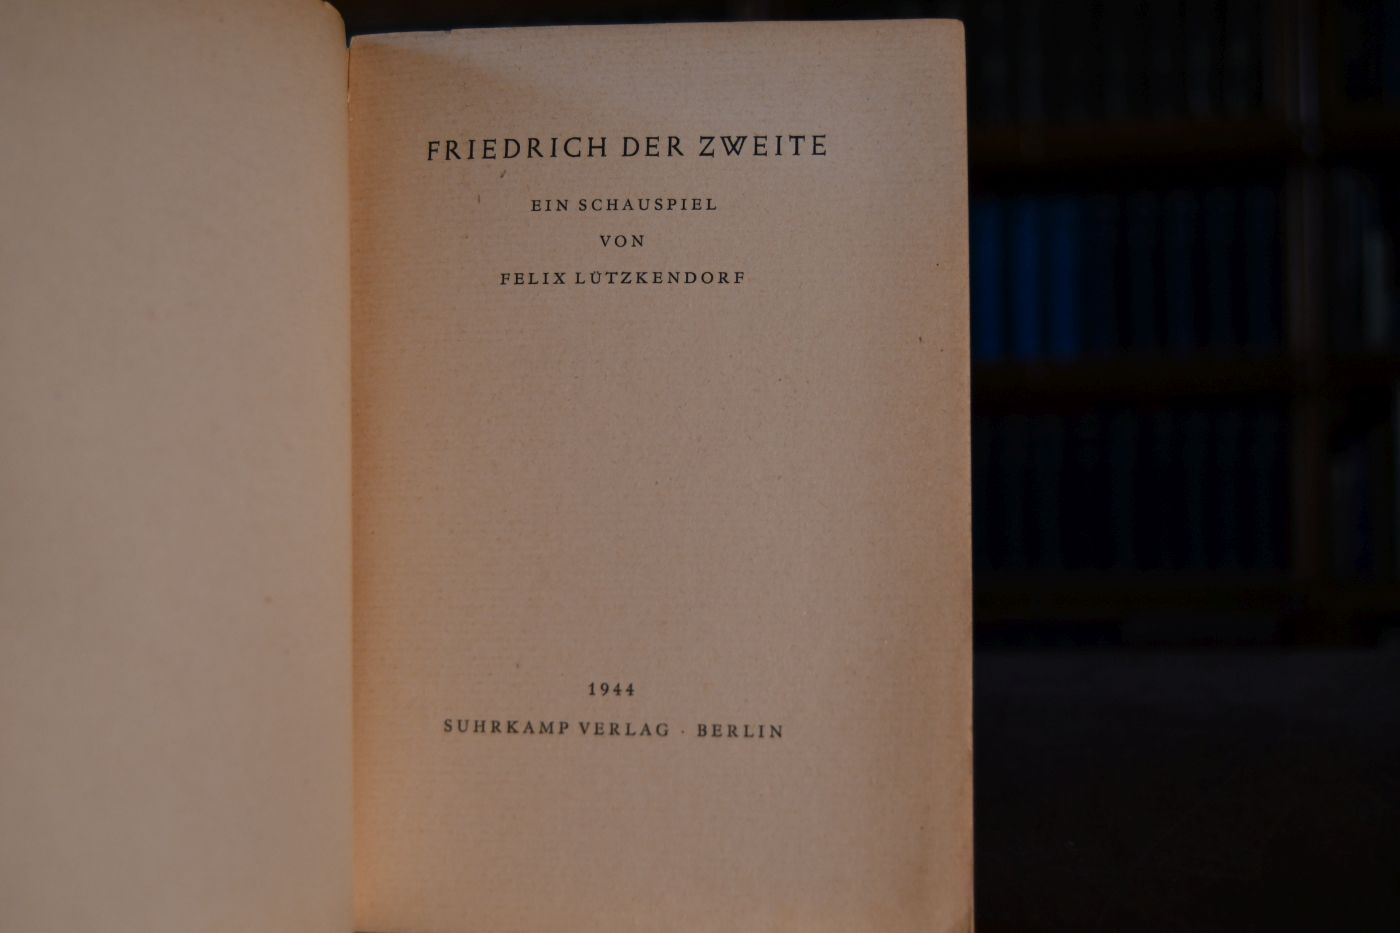 FRIEDRICH DER ZWEITE
EIN SCHAUSPIEL
VON
FELIX LÜTZKENDORF
1944
SUHRKAMP VERLAG · BERLIN